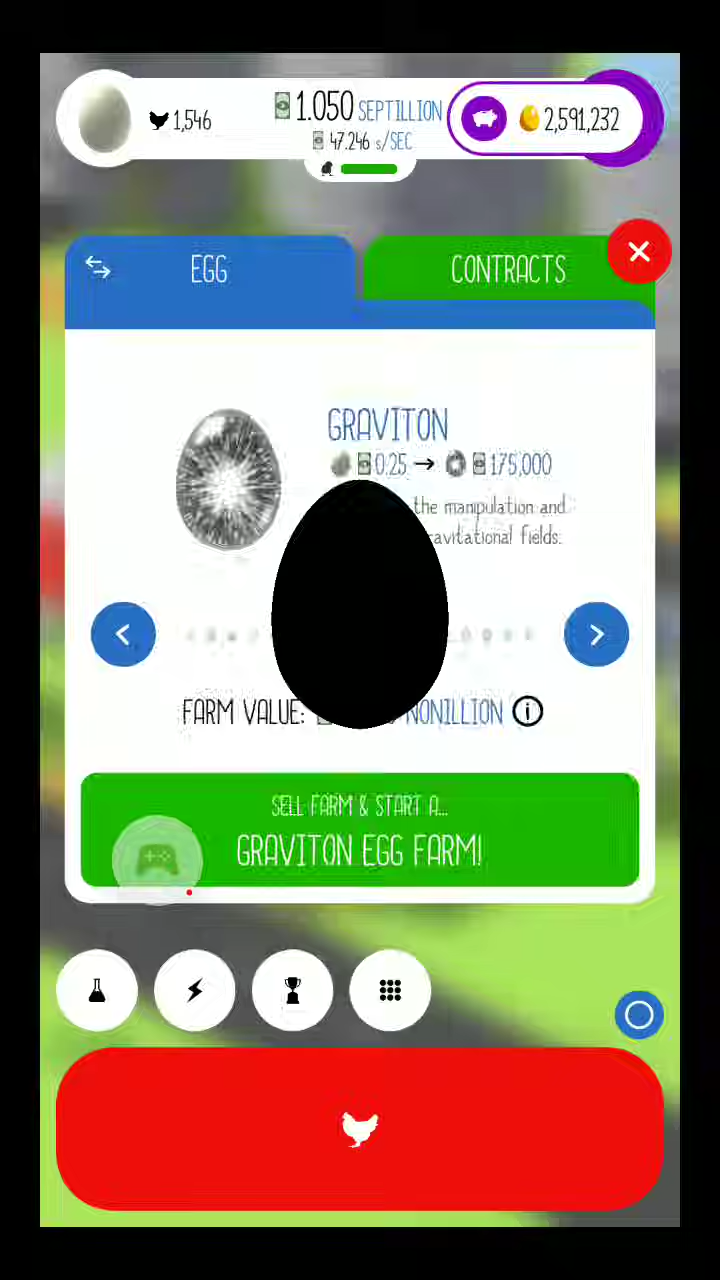 1,546
1.050 SEPTILLION
47.246 s/SEC
2,591,232
EGG
CONTRACTS
GRAVITON
0.25 → 175,000
the manipulation and
fields.
FARM VALUE: NONILLION
SELL FARM & START A...
GRAVITON EGG FARM!